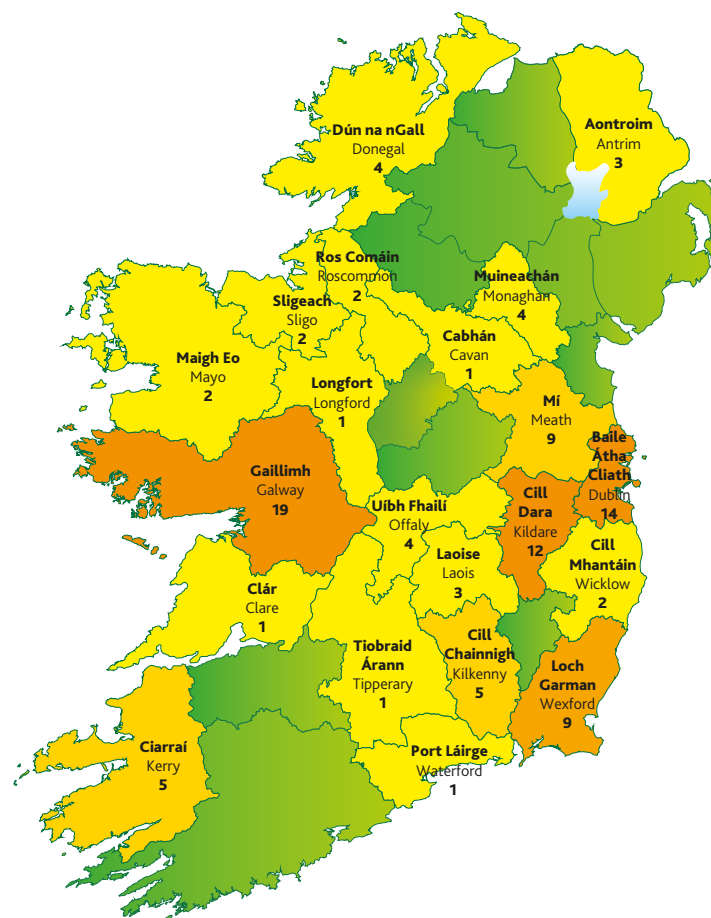 Dún na nGall
Donegal
4
Aontroim
Antrim
3
Ros Comáin
Roscommon
2
Muineachán
Monaghan
4
Sligeach
Sligo
2
Cabhán
Cavan
1
Maigh Eo
Mayo
2
Longfort
Longford
1
Mí
Meath
9
Baile
Átha
Cliath
Dublin
14
Gaillimh
Galway
19
Uíbh Fhailí
Offaly
4
Cill
Dara
Kildare
12
Laoise
Laois
3
Cill
Mhantáin
Wicklow
2
Clár
Clare
1
Tiobraid
Árann
Tipperary
1
Cill
Chainnigh
Kilkenny
5
Loch
Garman
Wexford
9
Ciarraí
Kerry
5
Port Láirge
Waterford
1